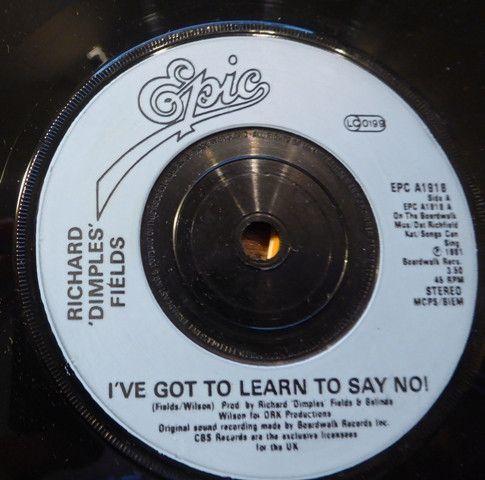 Epic
LC 0199
RICHARD
'DIMPLES'
FIELDS
EPC A1918
Side A
EPC A1918 A
On The Boardwalk
Mus/Dat Richfield
Kat/Songs Can
Sing
℗ 1981
Boardwalk Recs.
3.50
45 RPM
STEREO
MCPS/BIEM
I'VE GOT TO LEARN TO SAY NO!
(Fields/Wilson) Prod by Richard 'Dimples' Fields & Belinda
Wilson for DRK Productions
Original sound recording made by Boardwalk Records Inc.
CBS Records are the exclusive licensees
for the UK